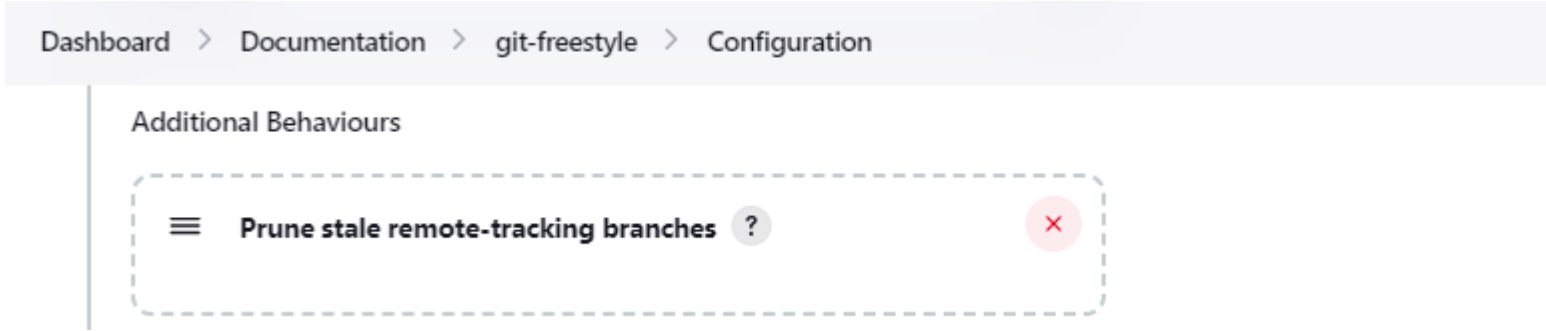 Dashboard > Documentation > git-freestyle > Configuration
Additional Behaviours
Prune stale remote-tracking branches ?